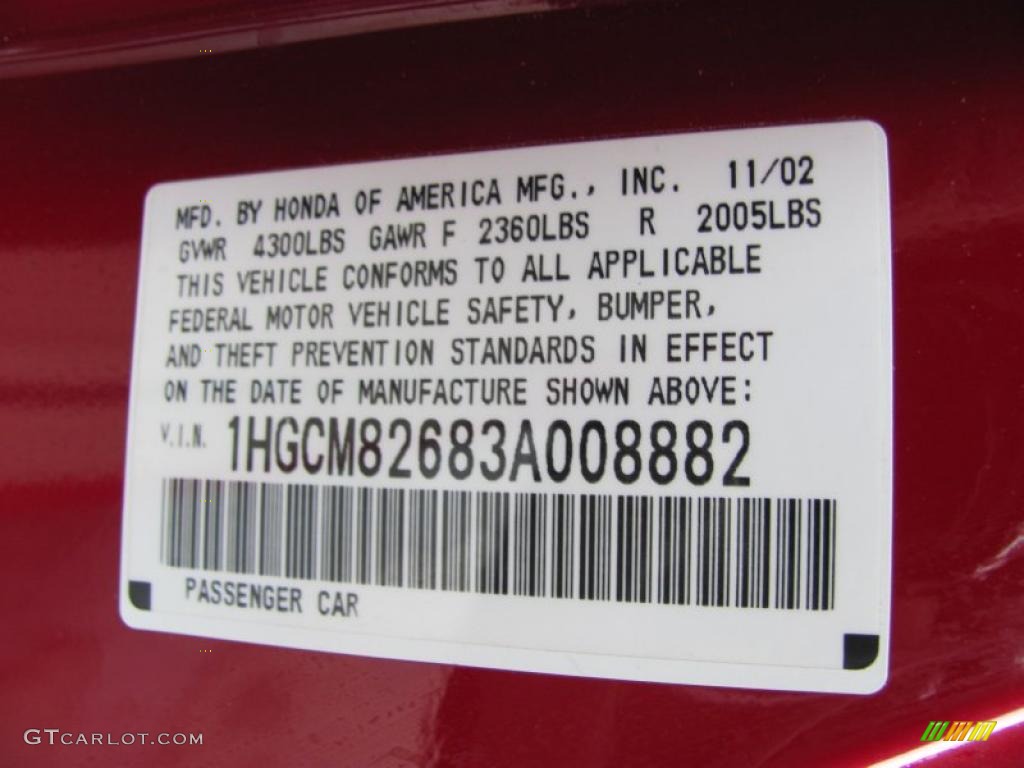 MFD. BY HONDA OF AMERICA MFG., INC. 11/02
GVWR 4300LBS GAWR F 2360LBS R 2005LBS
THIS VEHICLE CONFORMS TO ALL APPLICABLE
FEDERAL MOTOR VEHICLE SAFETY, BUMPER,
AND THEFT PREVENTION STANDARDS IN EFFECT
ON THE DATE OF MANUFACTURE SHOWN ABOVE:
V.I.N. 1HGCM82683A008882
PASSENGER CAR
GTCARLOT.COM